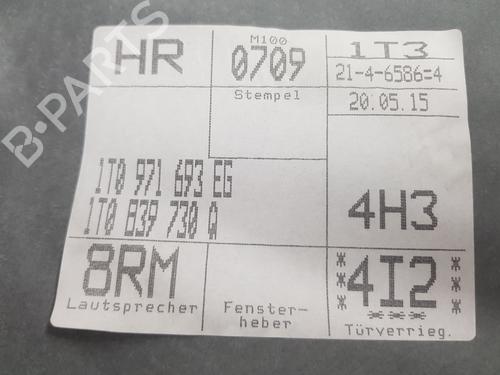 HR
M100
0709
Stempel
1T3
21-4-6586=4
20.05.15
1T0 971 693 EG
1T0 839 730 Q
4H3
8RM
Lautsprecher
Fenster-
heber
*4I2*
Türverrieg.
B-PARTS